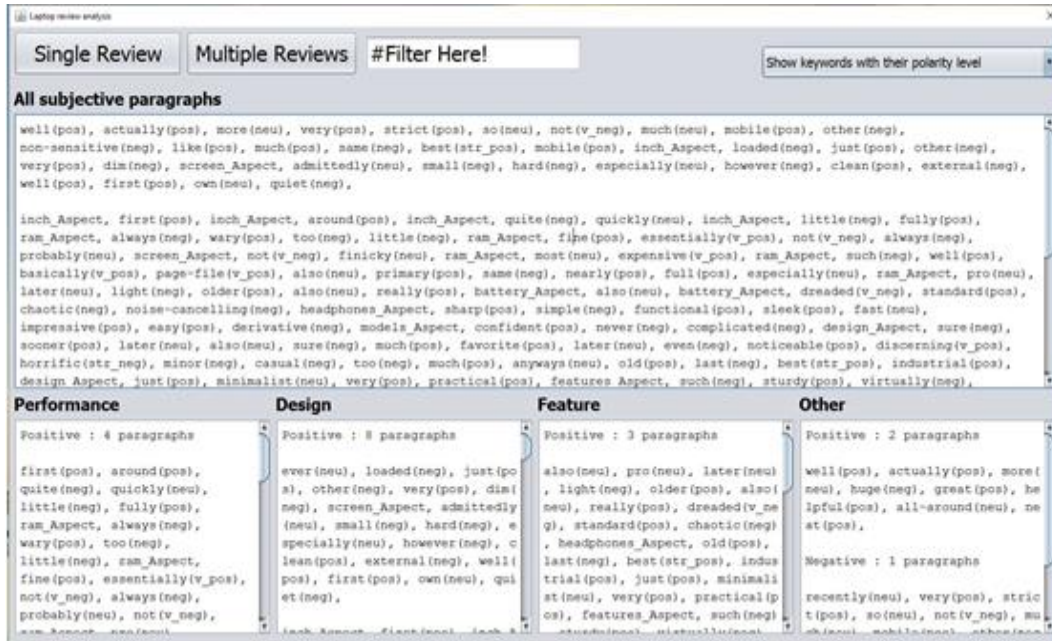 Laptop review analysis
Single Review
Multiple Reviews
#Filter Here!
Show keywords with their polarity level
All subjective paragraphs
well(pos), actually(pos), more(neu), very(pos), strict(pos), so(neu), not(v_neg), much(neu), mobile(pos), other(neg),
non-sensitive(neg), like(pos), much(pos), same(neg), best(str_pos), mobile(pos), inch_Aspect, loaded(neg), just(pos), other(neg),
very(pos), dim(neg), screen_Aspect, admittedly(neu), small(neg), hard(neg), especially(neu), however(neg), clean(pos), external(neg),
well(pos), first(pos), own(neu), quiet(neg),
inch_Aspect, first(pos), inch_Aspect, around(pos), inch_Aspect, quite(neg), quickly(neu), inch_Aspect, little(neg), fully(pos),
ram_Aspect, always(neg), wary(pos), too(neg), little(neg), ram_Aspect, fine(pos), essentially(v_pos), not(v_neg), always(neg),
probably(neu), screen_Aspect, not(v_neg), finicky(neu), ram_Aspect, most(neu), expensive(v_pos), ram_Aspect, such(neg), well(pos),
basically(v_pos), page-file(v_pos), also(neu), primary(pos), same(neg), nearly(pos), full(pos), especially(neu), ram_Aspect, pro(neu),
later(neu), light(neg), older(pos), also(neu), really(pos), battery_Aspect, also(neu), battery_Aspect, dreaded(v_neg), standard(pos),
chaotic(neg), noise-cancelling(neg), headphones_Aspect, sharp(pos), simple(neg), functional(pos), sleek(pos), fast(neu),
impressive(pos), easy(pos), derivative(neg), models_Aspect, confident(pos), never(neg), complicated(neg), design_Aspect, sure(neg),
sooner(pos), later(neu), also(neu), sure(neg), much(pos), favorite(pos), later(neu), even(neg), noticeable(pos), discerning(v_pos),
horrific(str_neg), minor(neg), casual(neg), too(neg), much(pos), anyways(neu), old(pos), last(neg), best(str_pos), industrial(pos),
design_Aspect, just(pos), minimalist(neu), very(pos), practical(pos), features_Aspect, such(neg), sturdy(pos), virtually(neg),
Performance
Positive : 4 paragraphs
first(pos), around(pos),
quite(neg), quickly(neu),
little(neg), fully(pos),
ram_Aspect, always(neg),
wary(pos), too(neg),
little(neg), ram_Aspect,
fine(pos), essentially(v_pos),
not(v_neg), always(neg),
probably(neu), not(v_neg),
Design
Positive : 8 paragraphs
ever(neu), loaded(neg), just(po
s), other(neg), very(pos), dim(
neg), screen_Aspect, admittedly
(neu), small(neg), hard(neg), e
specially(neu), however(neg), c
lean(pos), external(neg), well(
pos), first(pos), own(neu), qui
et(neg),
Feature
Positive : 3 paragraphs
also(neu), pro(neu), later(neu)
, light(neg), older(pos), also(
neu), really(pos), dreaded(v_ne
g), standard(pos), chaotic(neg)
, headphones_Aspect, old(pos),
last(neg), best(str_pos), indus
trial(pos), just(pos), minimali
st(neu), very(pos), practical(p
os), features_Aspect, such(neg)
Other
Positive : 2 paragraphs
well(pos), actually(pos), more(
neu), huge(neg), great(pos), he
lpful(pos), all-around(neu), ne
at(pos),
Negative : 1 paragraphs
recently(neu), very(pos), stric
t(pos), so(neu), not(v_neg), mu